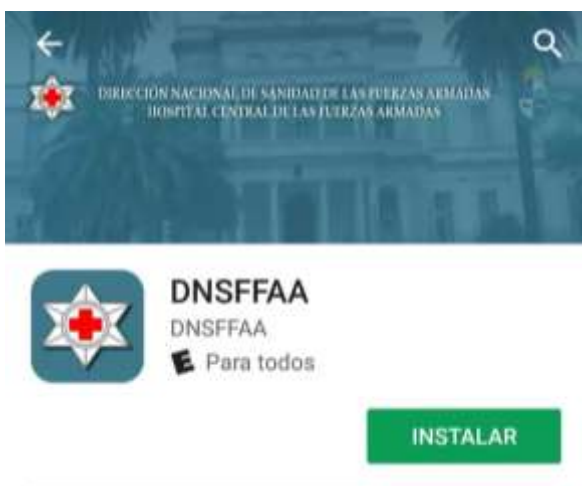 DIRECCIÓN NACIONAL DE SANIDAD DE LAS FUERZAS ARMADAS
HOSPITAL CENTRAL DE LAS FUERZAS ARMADAS
DNSFFAA
DNSFFAA
E Para todos
INSTALAR